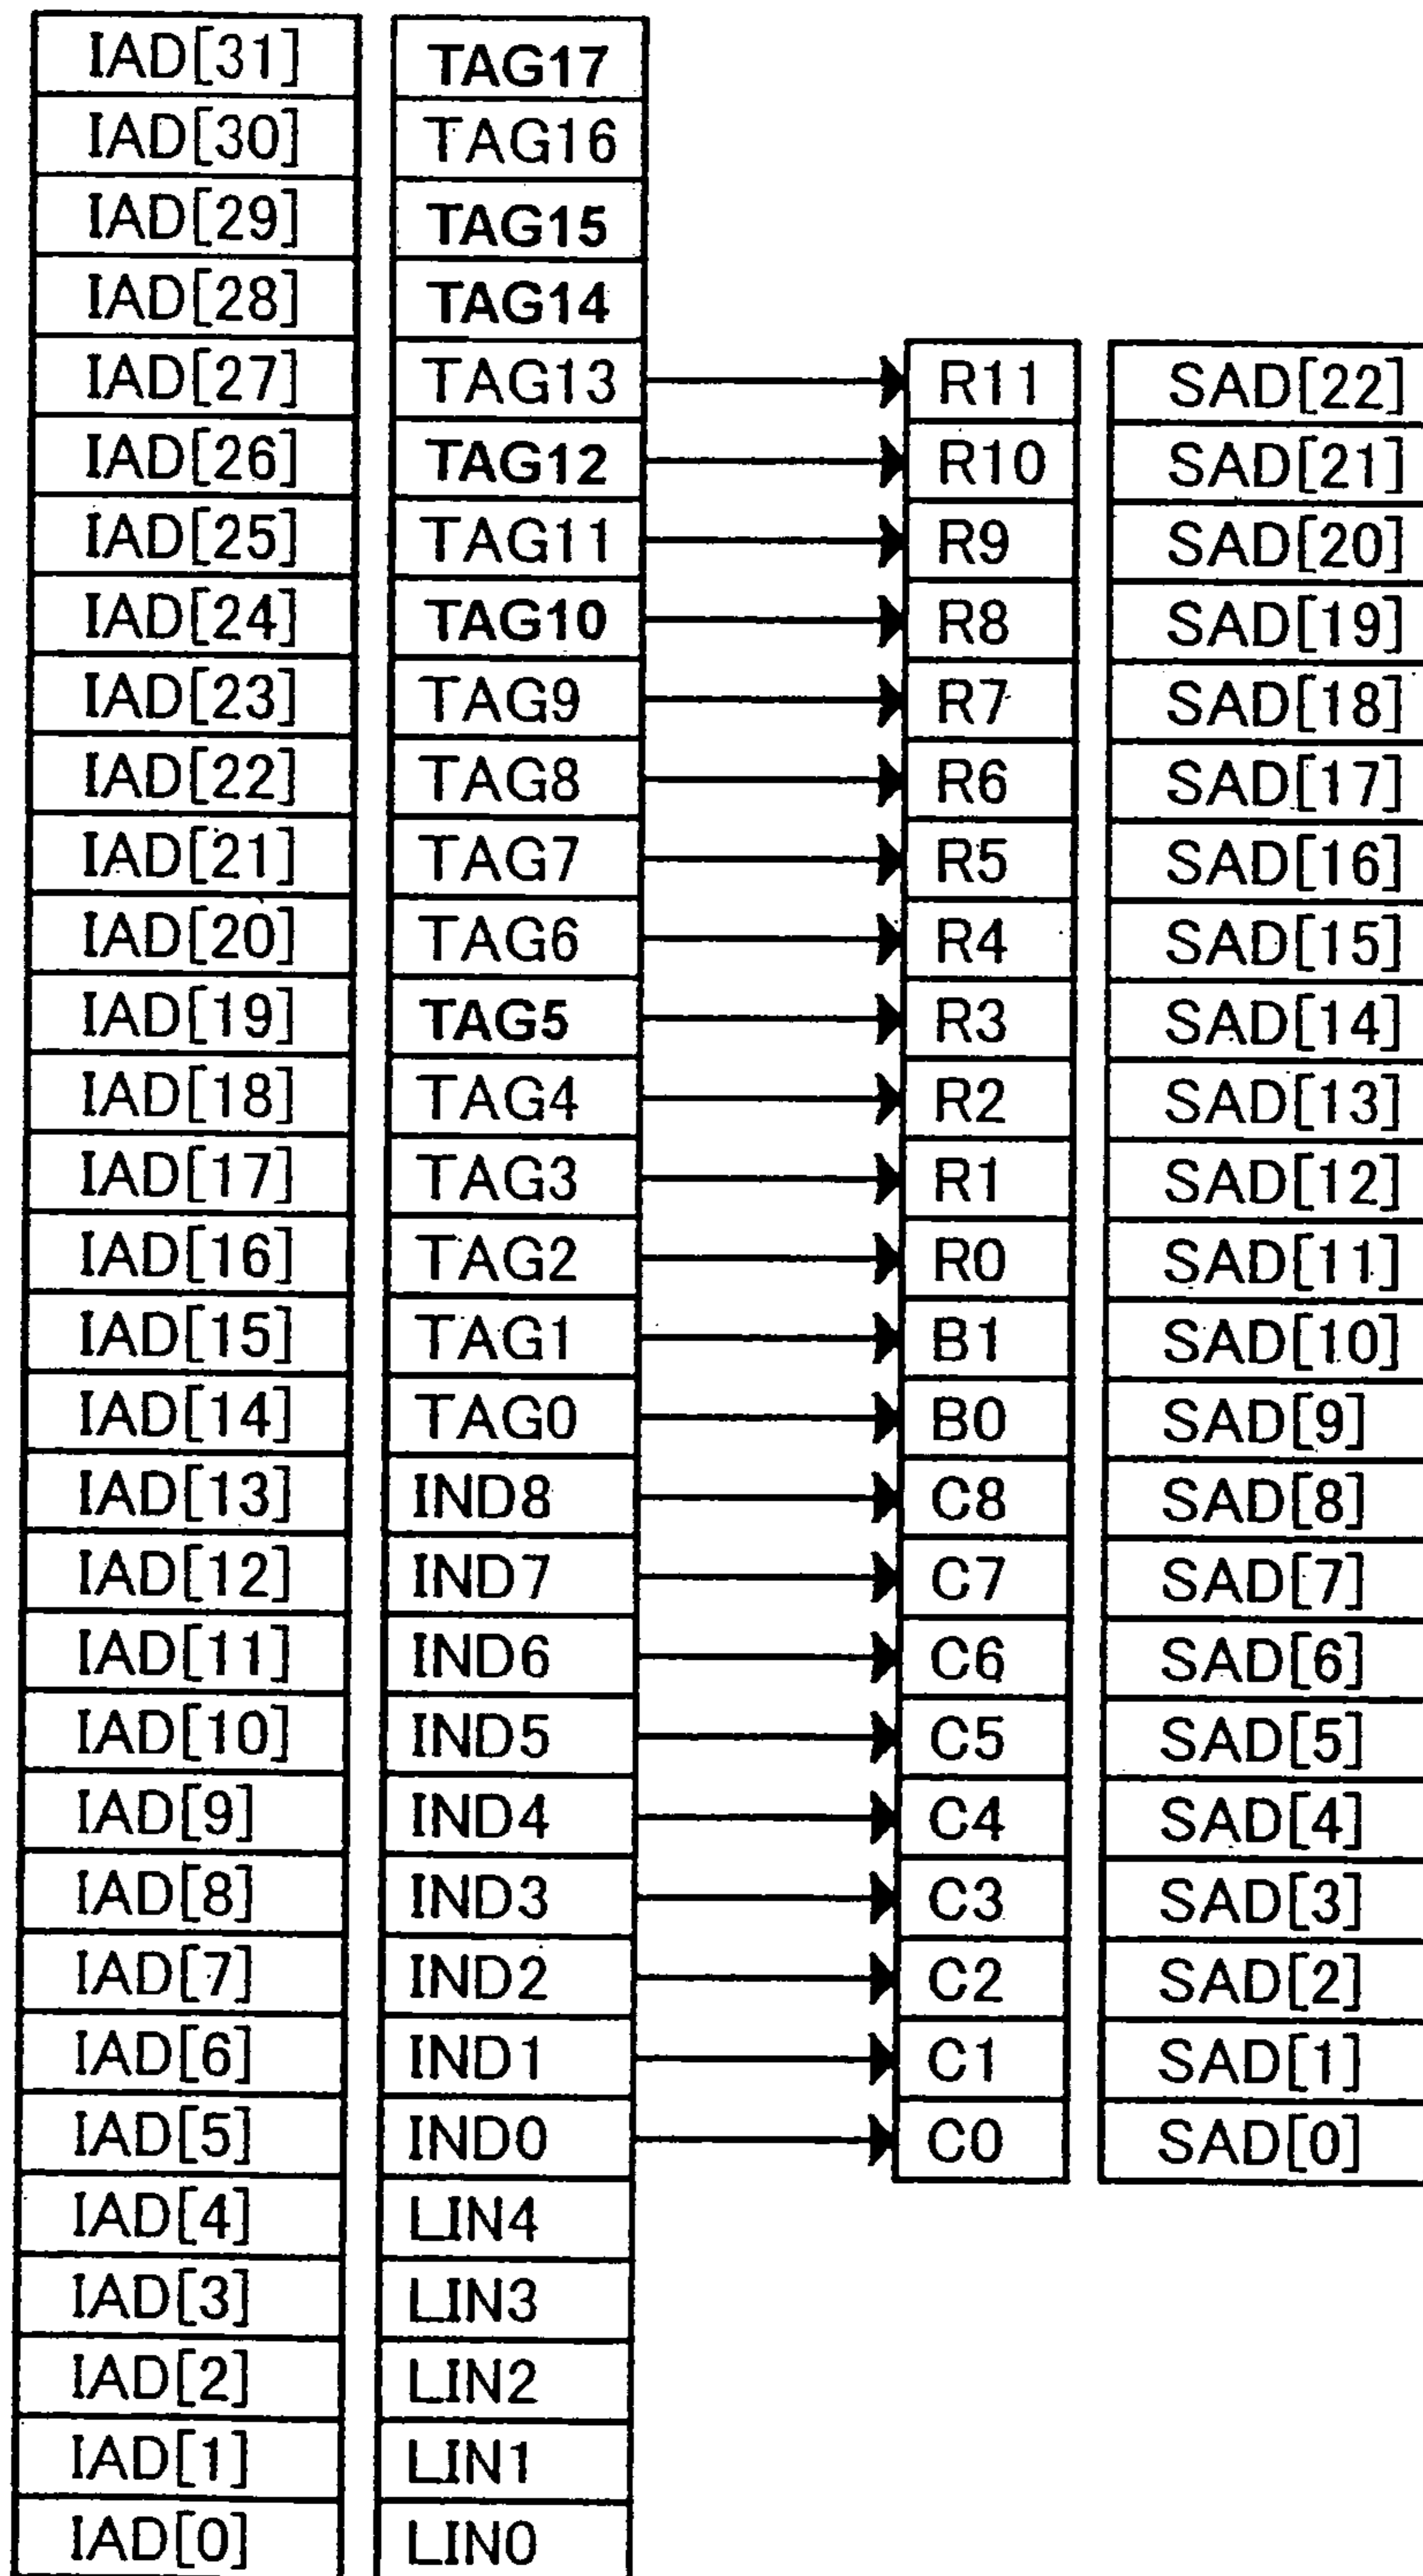 IAD[31] TAG17
IAD[30] TAG16
IAD[29] TAG15
IAD[28] TAG14
IAD[27] TAG13 R11 SAD[22]
IAD[26] TAG12 R10 SAD[21]
IAD[25] TAG11 R9 SAD[20]
IAD[24] TAG10 R8 SAD[19]
IAD[23] TAG9 R7 SAD[18]
IAD[22] TAG8 R6 SAD[17]
IAD[21] TAG7 R5 SAD[16]
IAD[20] TAG6 R4 SAD[15]
IAD[19] TAG5 R3 SAD[14]
IAD[18] TAG4 R2 SAD[13]
IAD[17] TAG3 R1 SAD[12]
IAD[16] TAG2 R0 SAD[11]
IAD[15] TAG1 B1 SAD[10]
IAD[14] TAG0 B0 SAD[9]
IAD[13] IND8 C8 SAD[8]
IAD[12] IND7 C7 SAD[7]
IAD[11] IND6 C6 SAD[6]
IAD[10] IND5 C5 SAD[5]
IAD[9] IND4 C4 SAD[4]
IAD[8] IND3 C3 SAD[3]
IAD[7] IND2 C2 SAD[2]
IAD[6] IND1 C1 SAD[1]
IAD[5] IND0 C0 SAD[0]
IAD[4] LIN4
IAD[3] LIN3
IAD[2] LIN2
IAD[1] LIN1
IAD[0] LIN0